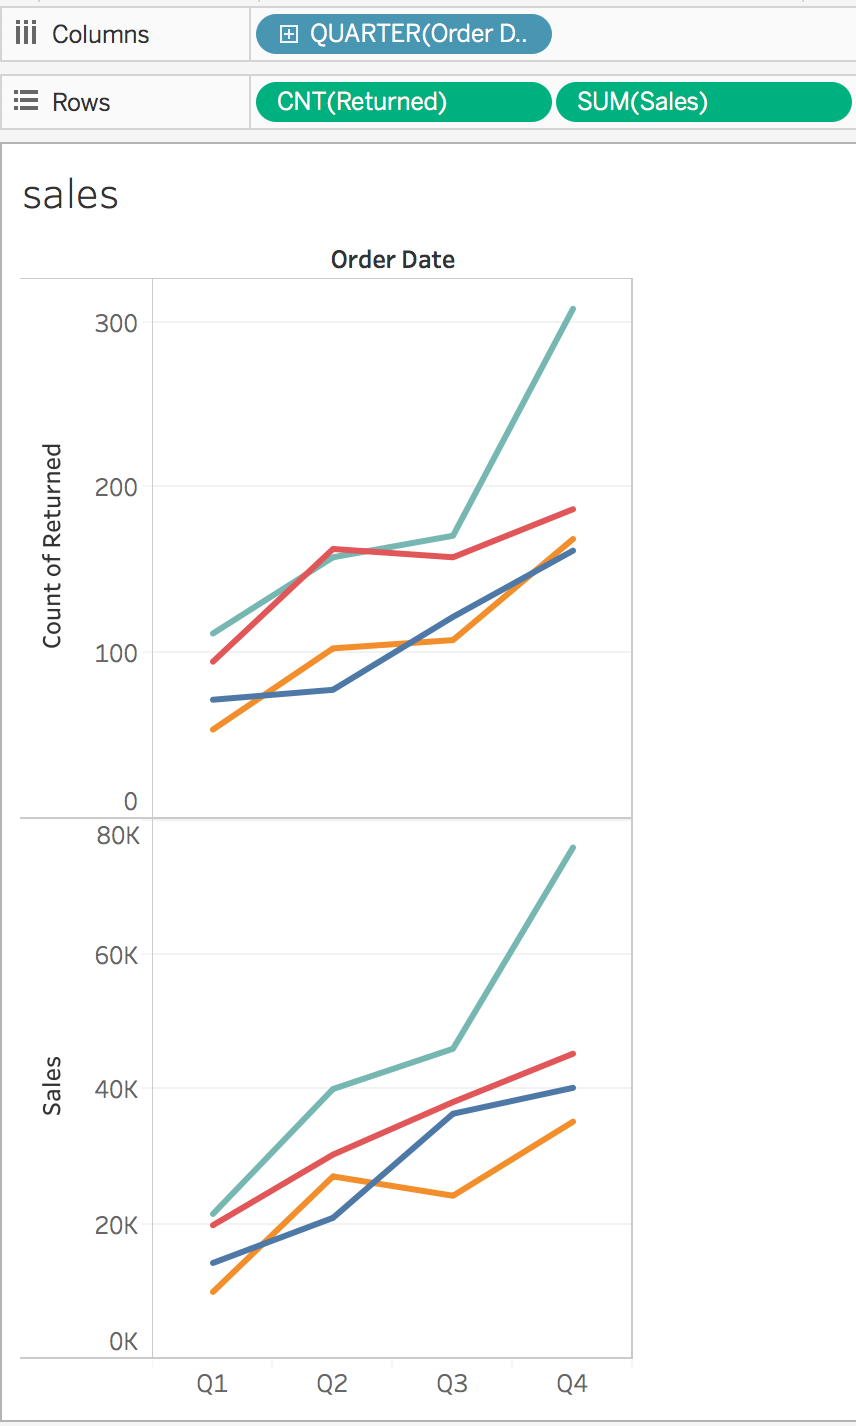 Columns
QUARTER(Order D..
Rows
CNT(Returned)
SUM(Sales)
sales
Order Date
300
200
100
0
Count of Returned
80K
60K
40K
20K
0K
Sales
Q1
Q2
Q3
Q4